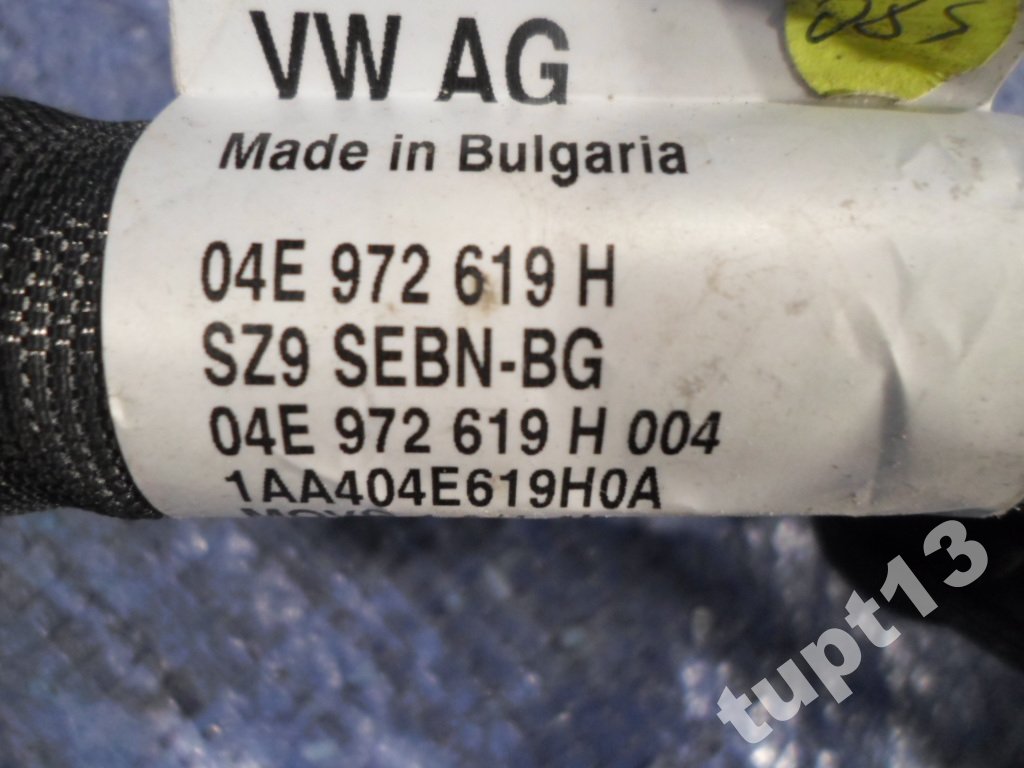 VW AG
Made in Bulgaria
04E 972 619 H
SZ9 SEBN-BG
04E 972 619 H 004
1AA404E619H0A
tupt13